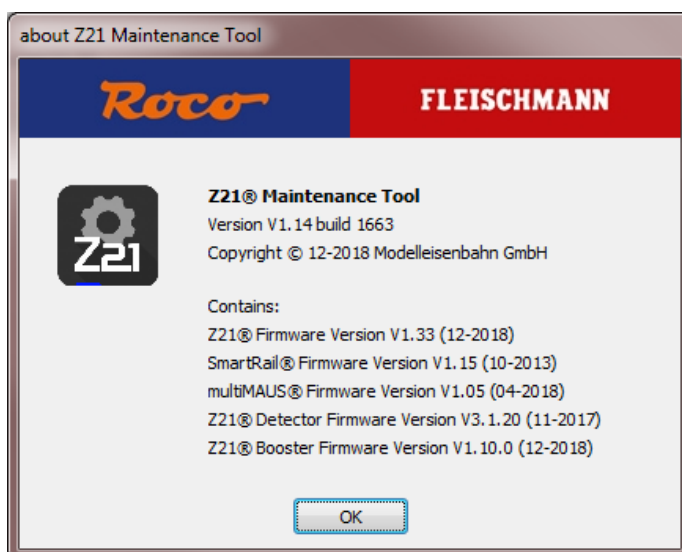 about Z21 Maintenance Tool
Roco
FLEISCHMANN
Z21
Z21® Maintenance Tool
Version V1.14 build 1663
Copyright © 12-2018 Modelleisenbahn GmbH
Contains:
Z21® Firmware Version V1.33 (12-2018)
SmartRail® Firmware Version V1.15 (10-2013)
multiMAUS® Firmware Version V1.05 (04-2018)
Z21® Detector Firmware Version V3.1.20 (11-2017)
Z21® Booster Firmware Version V1.10.0 (12-2018)
OK